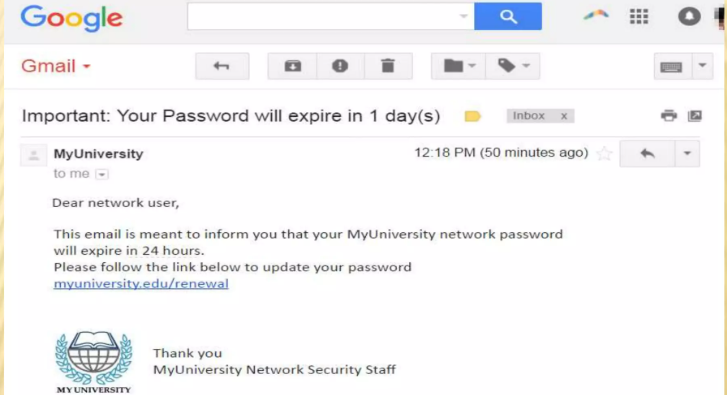 Google
Gmail
Important: Your Password will expire in 1 day(s)
Inbox x
MyUniversity
12:18 PM (50 minutes ago)
to me
Dear network user,
This email is meant to inform you that your MyUniversity network password
will expire in 24 hours.
Please follow the link below to update your password
myuniversity.edu/renewal
Thank you
MyUniversity Network Security Staff
MY UNIVERSITY